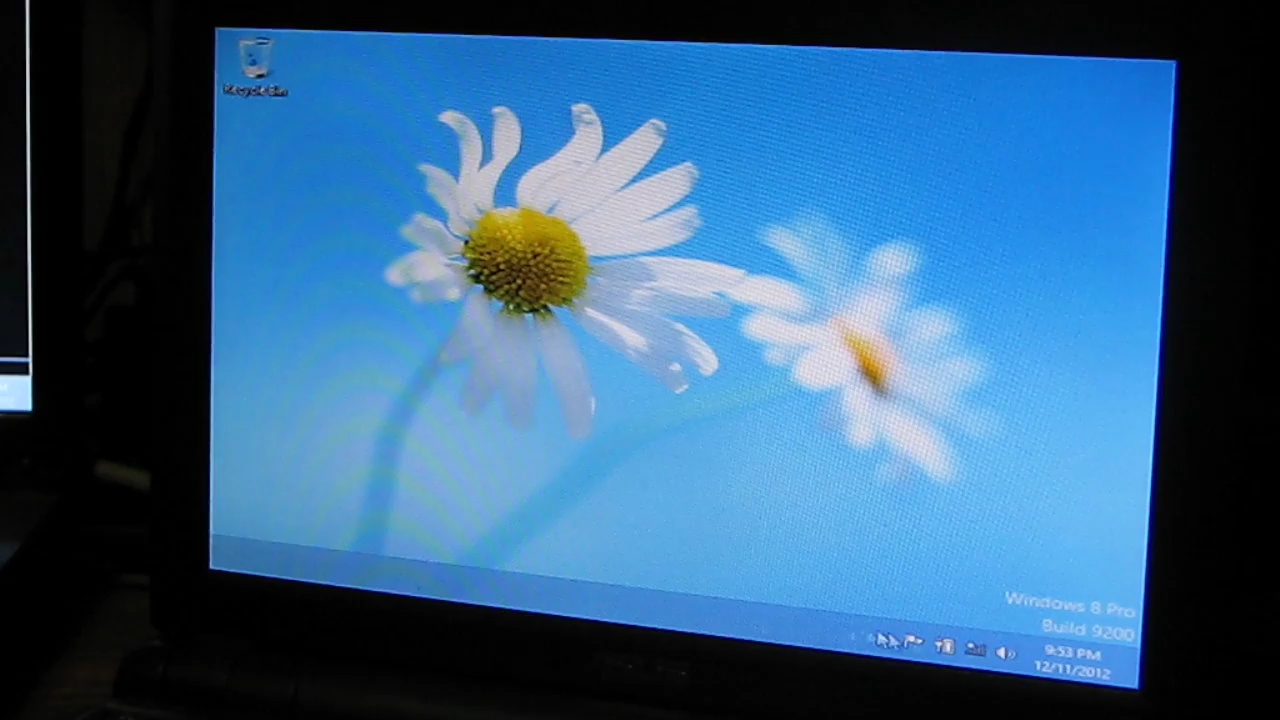 Recycle Bin
Windows 8 Pro
Build 9200
9:53 PM
12/11/2012